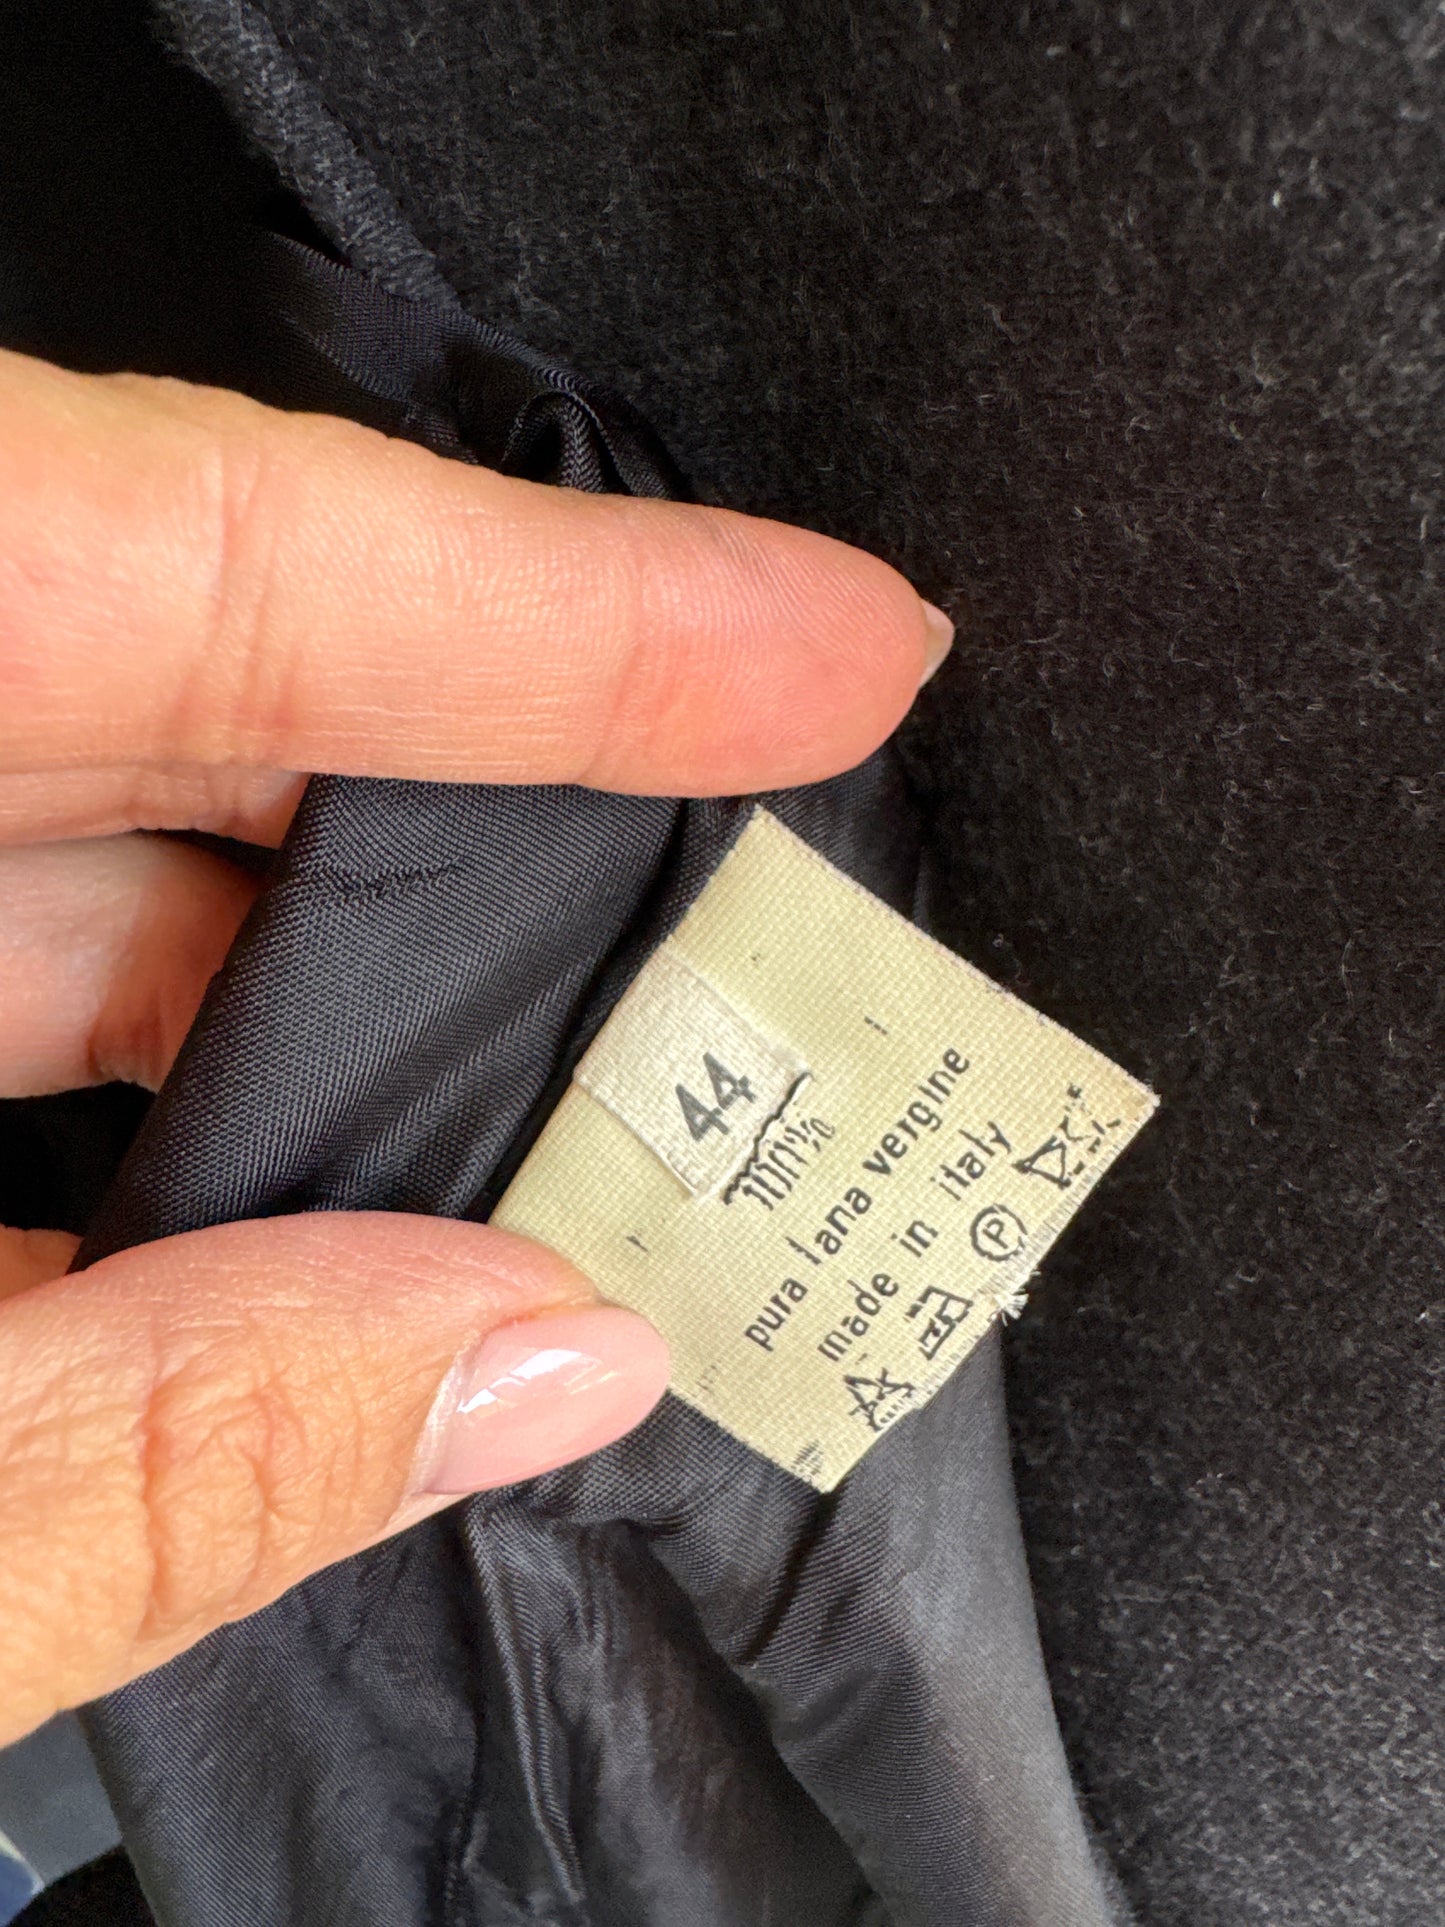 44
100%
pura lana vergine
made in italy
P